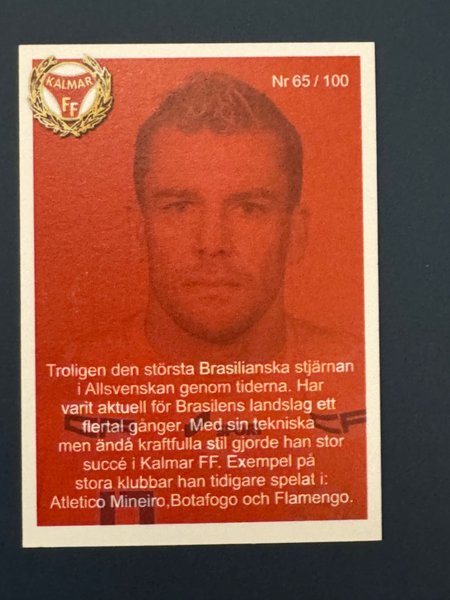 KALMAR
FF
Nr 65 / 100
Troligen den största Brasilianska stjärnan
i Allsvenskan genom tiderna. Har
varit aktuell för Brasilens landslag ett
flertal gånger. Med sin tekniska
men ändå kraftfulla stil gjorde han stor
succé i Kalmar FF. Exempel på
stora klubbar han tidigare spelat i:
Atletico Mineiro,Botafogo och Flamengo.